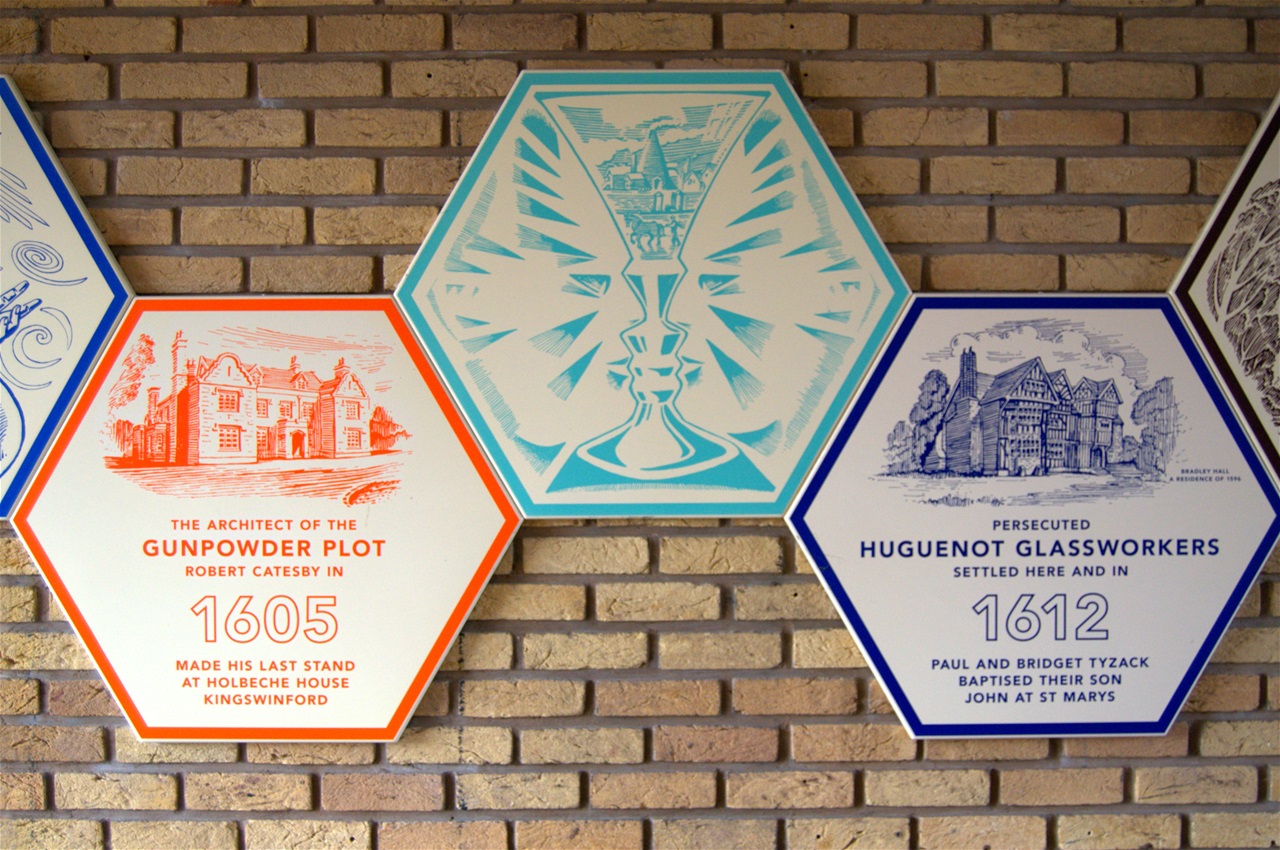 THE ARCHITECT OF THE
GUNPOWDER PLOT
ROBERT CATESBY IN
1605
MADE HIS LAST STAND
AT HOLBECHE HOUSE
KINGSWINFORD
BRADLEY HALL
A RESIDENCE OF 1596
PERSECUTED
HUGUENOT GLASSWORKERS
SETTLED HERE AND IN
1612
PAUL AND BRIDGET TYZACK
BAPTISED THEIR SON
JOHN AT ST MARYS